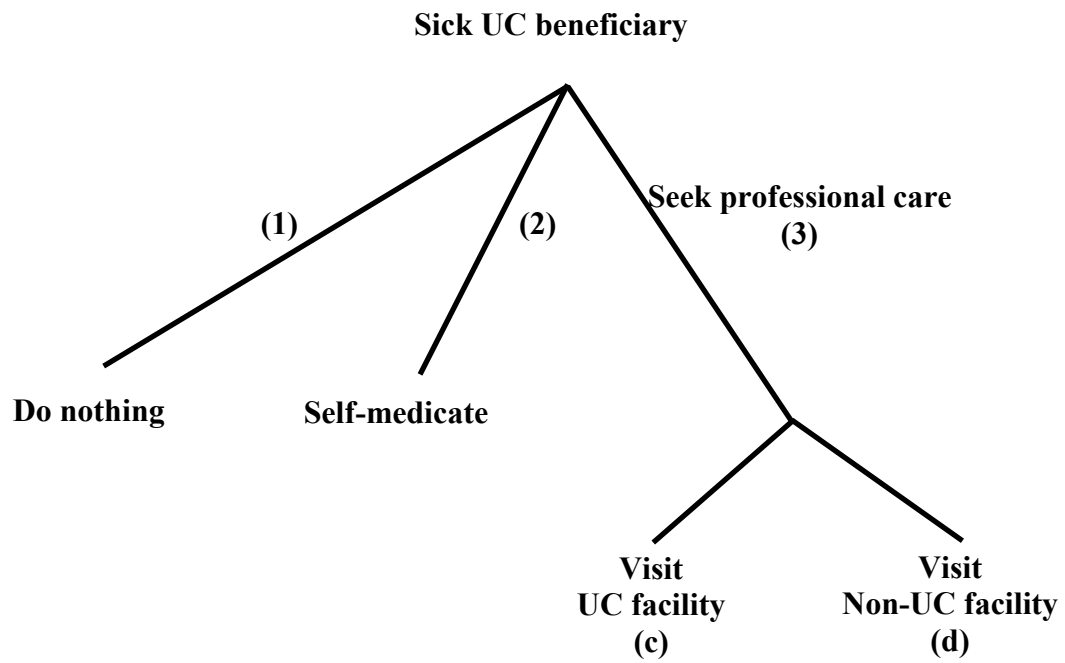 Sick UC beneficiary
Seek professional care
(1)
(2)
(3)
Do nothing
Self-medicate
Visit
UC facility
(c)
Visit
Non-UC facility
(d)